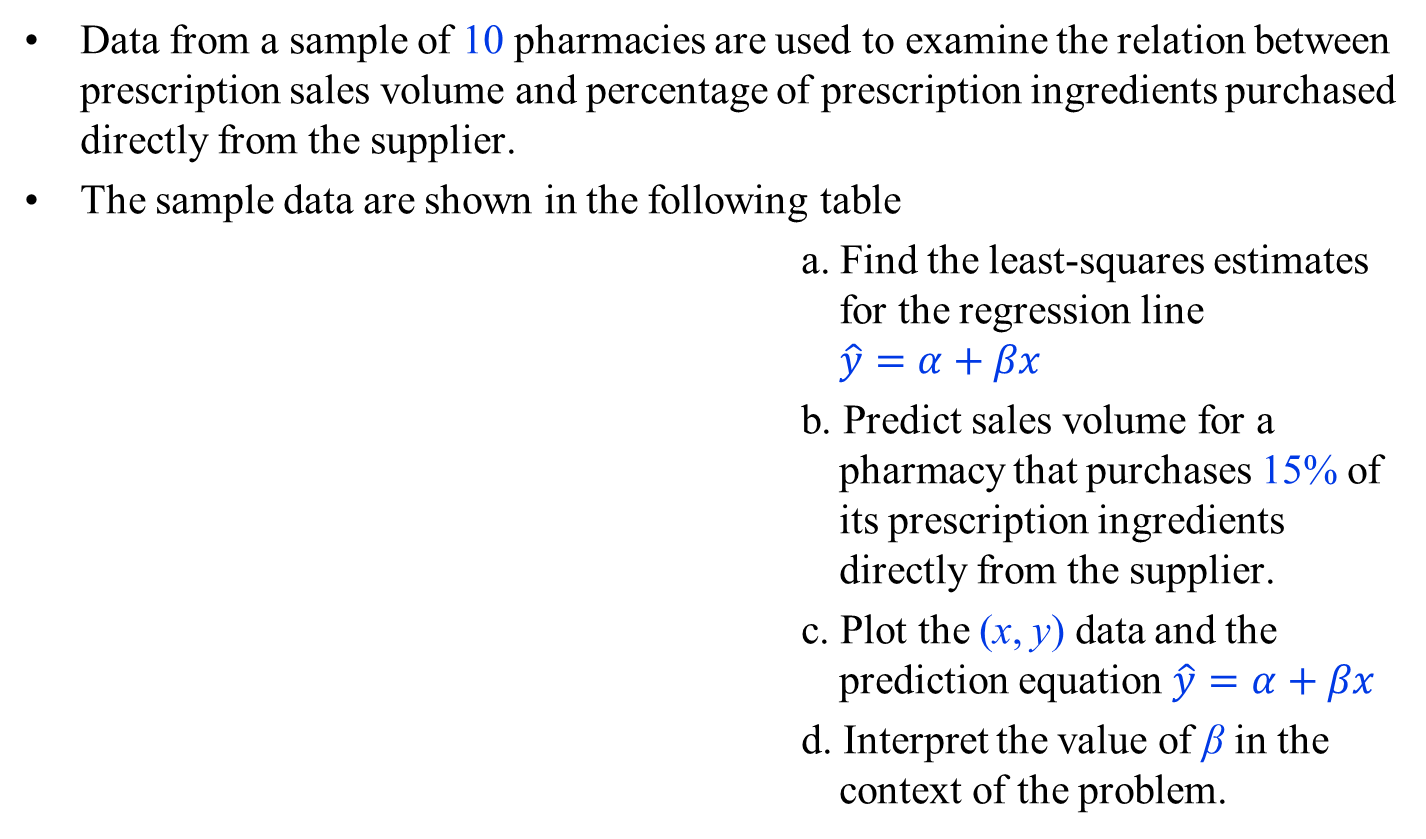 • Data from a sample of 10 pharmacies are used to examine the relation between
prescription sales volume and percentage of prescription ingredients purchased
directly from the supplier.
• The sample data are shown in the following table
a. Find the least-squares estimates
for the regression line
ŷ = α + βx
b. Predict sales volume for a
pharmacy that purchases 15% of
its prescription ingredients
directly from the supplier.
c. Plot the (x, y) data and the
prediction equation ŷ = α + βx
d. Interpret the value of β in the
context of the problem.